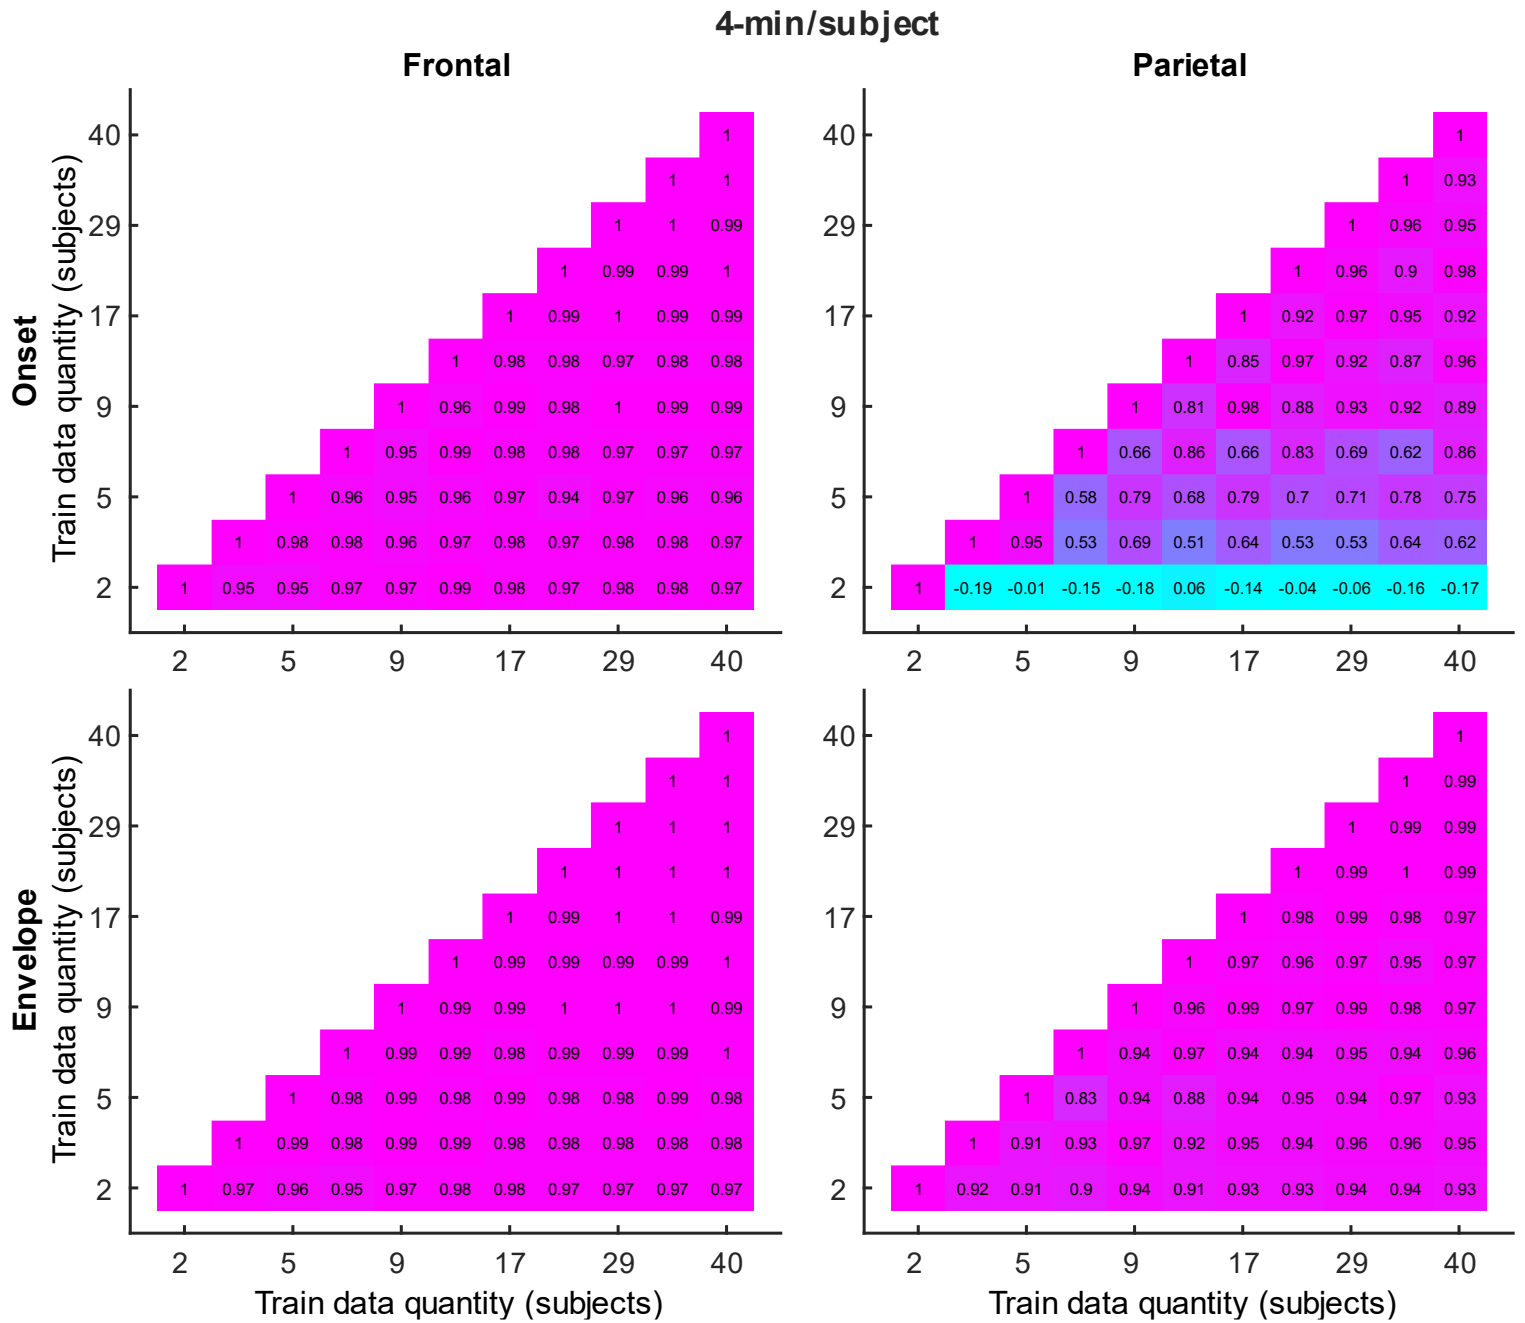 4-min/subject
Frontal
Parietal
Onset
Train data quantity (subjects)
40 1
1 1
29 1 1 0.99
1 0.99 0.99 1
17 1 0.99 1 0.99 0.99
1 0.98 0.98 0.97 0.98 0.98
9 1 0.96 0.99 0.98 1 0.99 0.99
1 0.95 0.99 0.98 0.98 0.97 0.97 0.97
5 1 0.96 0.95 0.96 0.97 0.94 0.97 0.96 0.96
1 0.98 0.98 0.96 0.97 0.98 0.97 0.98 0.98 0.97
2 1 0.95 0.95 0.97 0.97 0.99 0.98 0.97 0.98 0.98 0.97
2 5 9 17 29 40
40 1
1 0.93
29 1 0.96 0.95
1 0.96 0.9 0.98
17 1 0.92 0.97 0.95 0.92
1 0.85 0.97 0.92 0.87 0.96
9 1 0.81 0.98 0.88 0.93 0.92 0.89
1 0.66 0.86 0.66 0.83 0.69 0.62 0.86
5 1 0.58 0.79 0.68 0.79 0.7 0.71 0.78 0.75
1 0.95 0.53 0.69 0.51 0.64 0.53 0.53 0.64 0.62
2 1 -0.19 -0.01 -0.15 -0.18 0.06 -0.14 -0.04 -0.06 -0.16 -0.17
2 5 9 17 29 40
Envelope
Train data quantity (subjects)
40 1
1 1
29 1 1 1
1 1 1 1
17 1 0.99 1 1 0.99
1 0.99 0.99 0.99 0.99 1
9 1 0.99 0.99 1 1 1 0.99
1 0.99 0.99 0.98 0.99 0.99 0.99 1
5 1 0.98 0.99 0.98 0.99 0.98 0.98 0.99 0.98
1 0.99 0.98 0.99 0.99 0.98 0.98 0.98 0.98 0.98
2 1 0.97 0.96 0.95 0.97 0.98 0.98 0.97 0.97 0.97 0.97
2 5 9 17 29 40
Train data quantity (subjects)
40 1
1 0.99
29 1 0.99 0.99
1 0.99 1 0.99
17 1 0.98 0.99 0.98 0.97
1 0.97 0.96 0.97 0.95 0.97
9 1 0.96 0.99 0.97 0.99 0.98 0.97
1 0.94 0.97 0.94 0.94 0.95 0.94 0.96
5 1 0.83 0.94 0.88 0.94 0.95 0.94 0.97 0.93
1 0.91 0.93 0.97 0.92 0.95 0.94 0.96 0.96 0.95
2 1 0.92 0.91 0.9 0.94 0.91 0.93 0.93 0.94 0.94 0.93
2 5 9 17 29 40
Train data quantity (subjects)